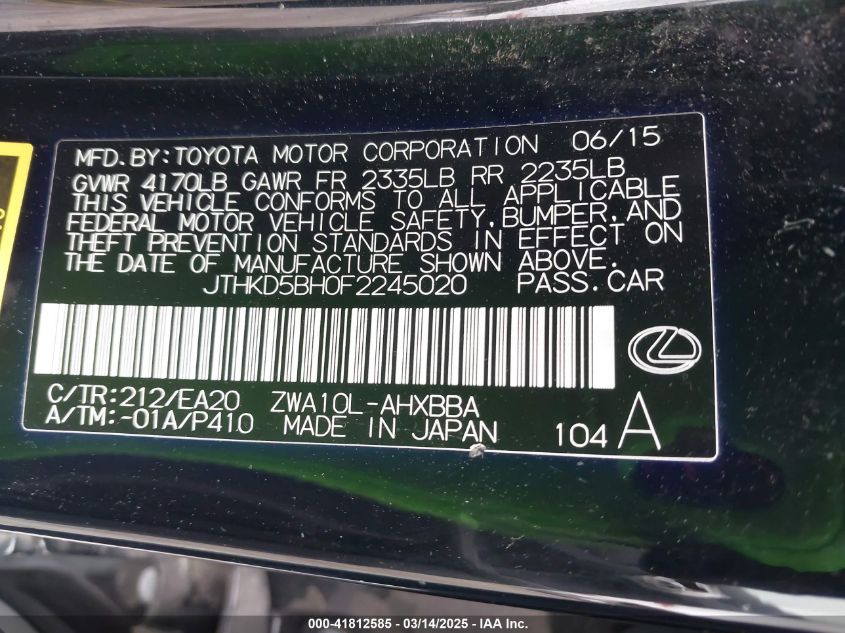 MFD.BY:TOYOTA MOTOR CORPORATION 06/15
GVWR 4170LB GAWR FR 2335LB RR 2235LB
THIS VEHICLE CONFORMS TO ALL APPLICABLE
FEDERAL MOTOR VEHICLE SAFETY,BUMPER,AND
THEFT PREVENTION STANDARDS IN EFFECT ON
THE DATE OF MANUFACTURE SHOWN ABOVE.
JTHKD5BH0F2245020 PASS.CAR
C/TR:212/EA20 ZWA10L-AHXBBA
A/TM:-01A/P410 MADE IN JAPAN 104 A
000-41812585 - 03/14/2025 - IAA Inc.